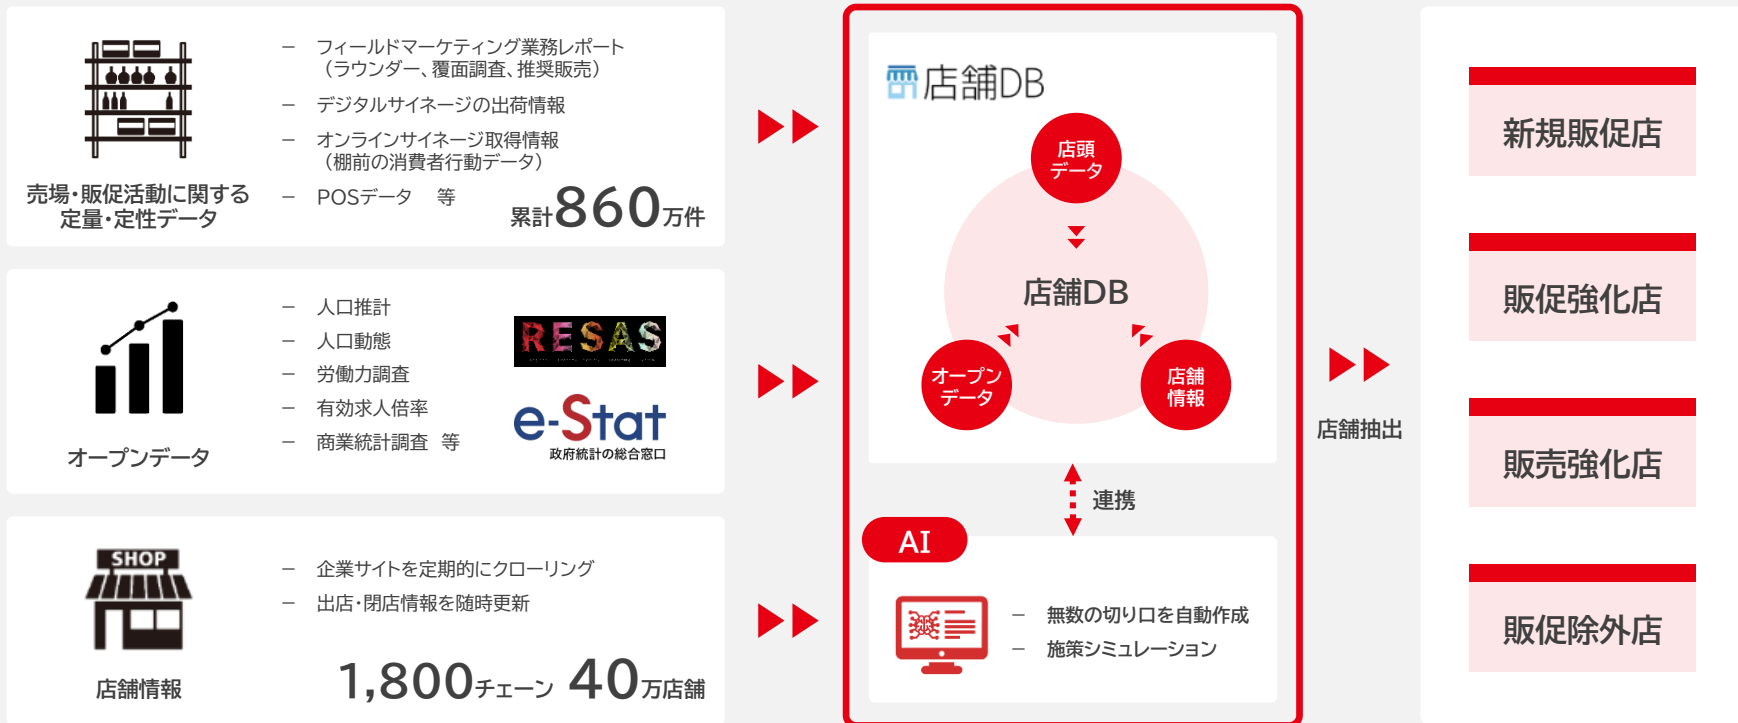 売場・販促活動に関する
定量・定性データ
― フィールドマーケティング業務レポート
（ラウンダー、覆面調査、推奨販売）
― デジタルサイネージの出荷情報
― オンラインサイネージ取得情報
（棚前の消費者行動データ）
― POSデータ 等
累計860万件
オープンデータ
― 人口推計
― 人口動態
― 労働力調査
― 有効求人倍率
― 商業統計調査 等
RESAS
e-Stat
政府統計の総合窓口
SHOP
店舗情報
― 企業サイトを定期的にクローリング
― 出店・閉店情報を随時更新
1,800チェーン 40万店舗
店舗DB
店頭
データ
店舗DB
オープン
データ
店舗
情報
連携
AI
― 無数の切り口を自動作成
― 施策シミュレーション
店舗抽出
新規販促店
販促強化店
販売強化店
販促除外店